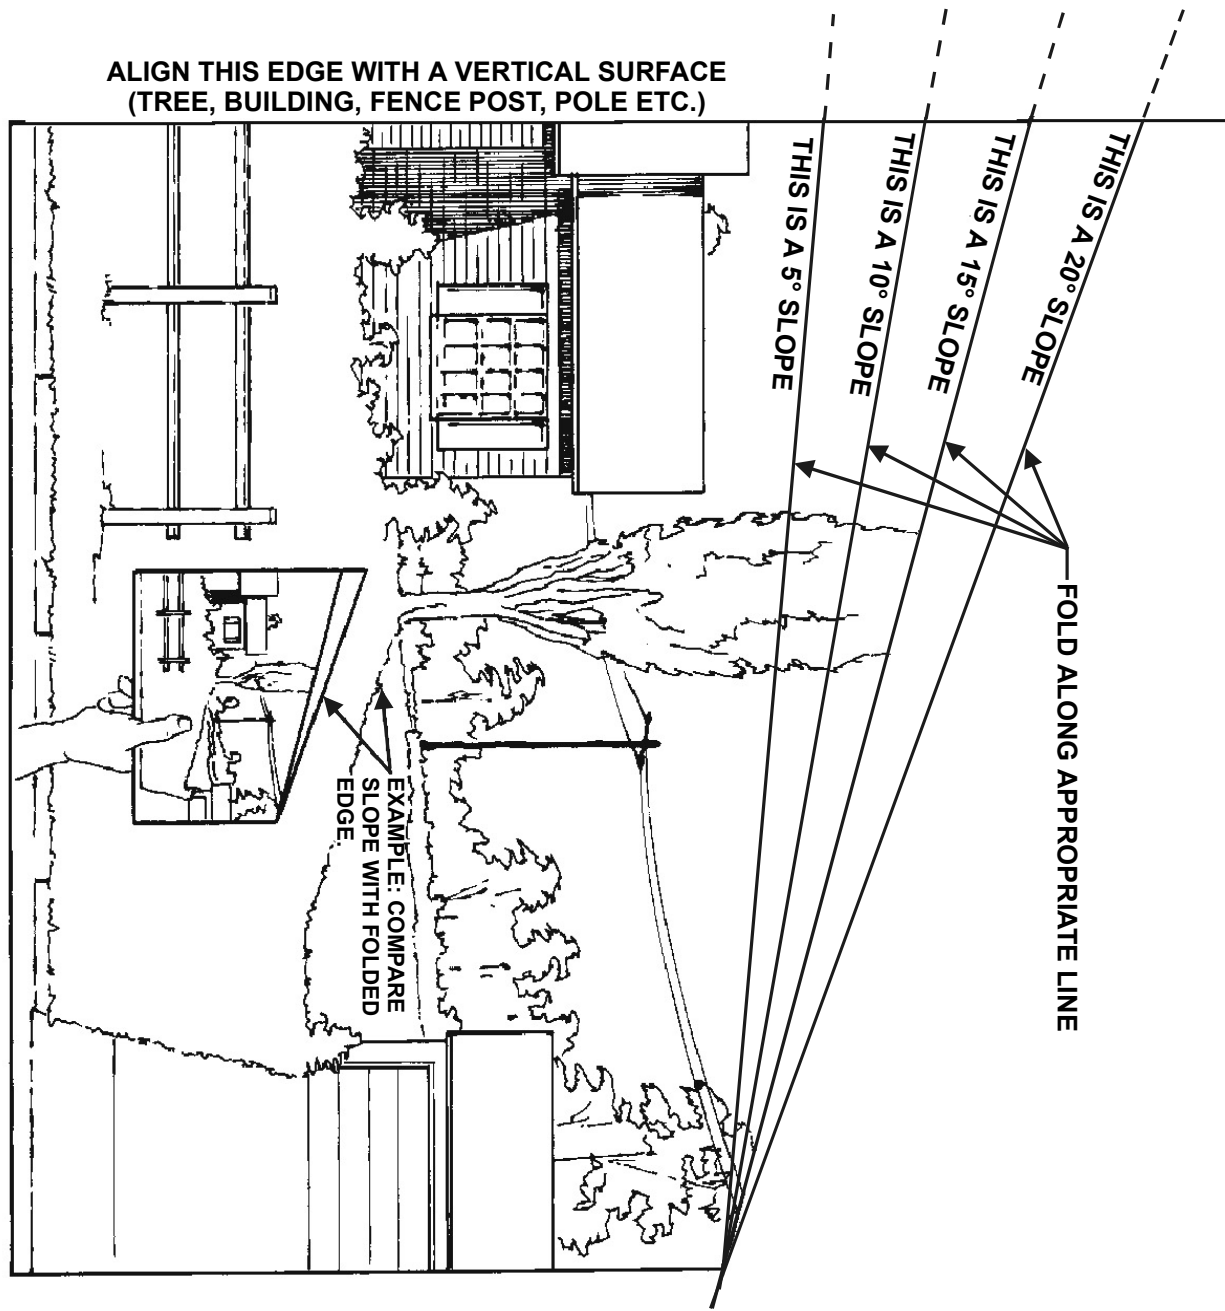 ALIGN THIS EDGE WITH A VERTICAL SURFACE
(TREE, BUILDING, FENCE POST, POLE ETC.)
THIS IS A 5° SLOPE
THIS IS A 10° SLOPE
THIS IS A 15° SLOPE
THIS IS A 20° SLOPE
FOLD ALONG APPROPRIATE LINE
EXAMPLE: COMPARE
SLOPE WITH FOLDED
EDGE.